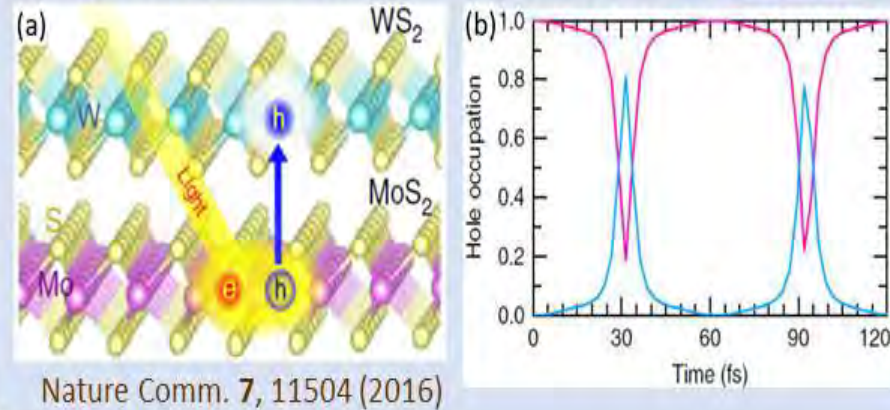 (a)
WS2
W
h
Light
MoS2
S
Mo
e
h
Nature Comm. 7, 11504 (2016)
(b)
Hole occupation
1.0
0.8
0.6
0.4
0.2
0.0
0
30
60
90
120
Time (fs)